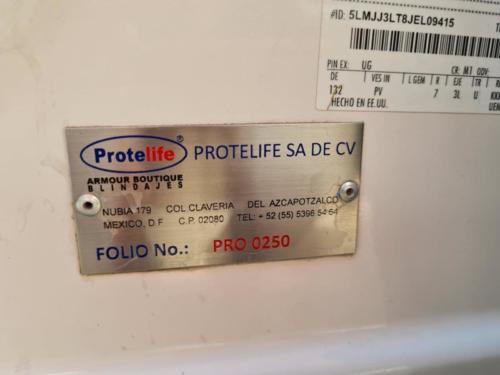 #ID: 5LMJJ3LT8JEL09415
PIN EX: UG CR: MT ODV:
DE VES IN L GEM R EJE TR
132 PV 7 3L U
HECHO EN EE.UU.
Protelife® PROTELIFE SA DE CV
ARMOUR BOUTIQUE
BLINDAJES
NUBIA 179 COL CLAVERIA DEL AZCAPOTZALCO
MEXICO, D.F C.P. 02080 TEL: + 52 (55) 5396 54 64
FOLIO No.: PRO 0250